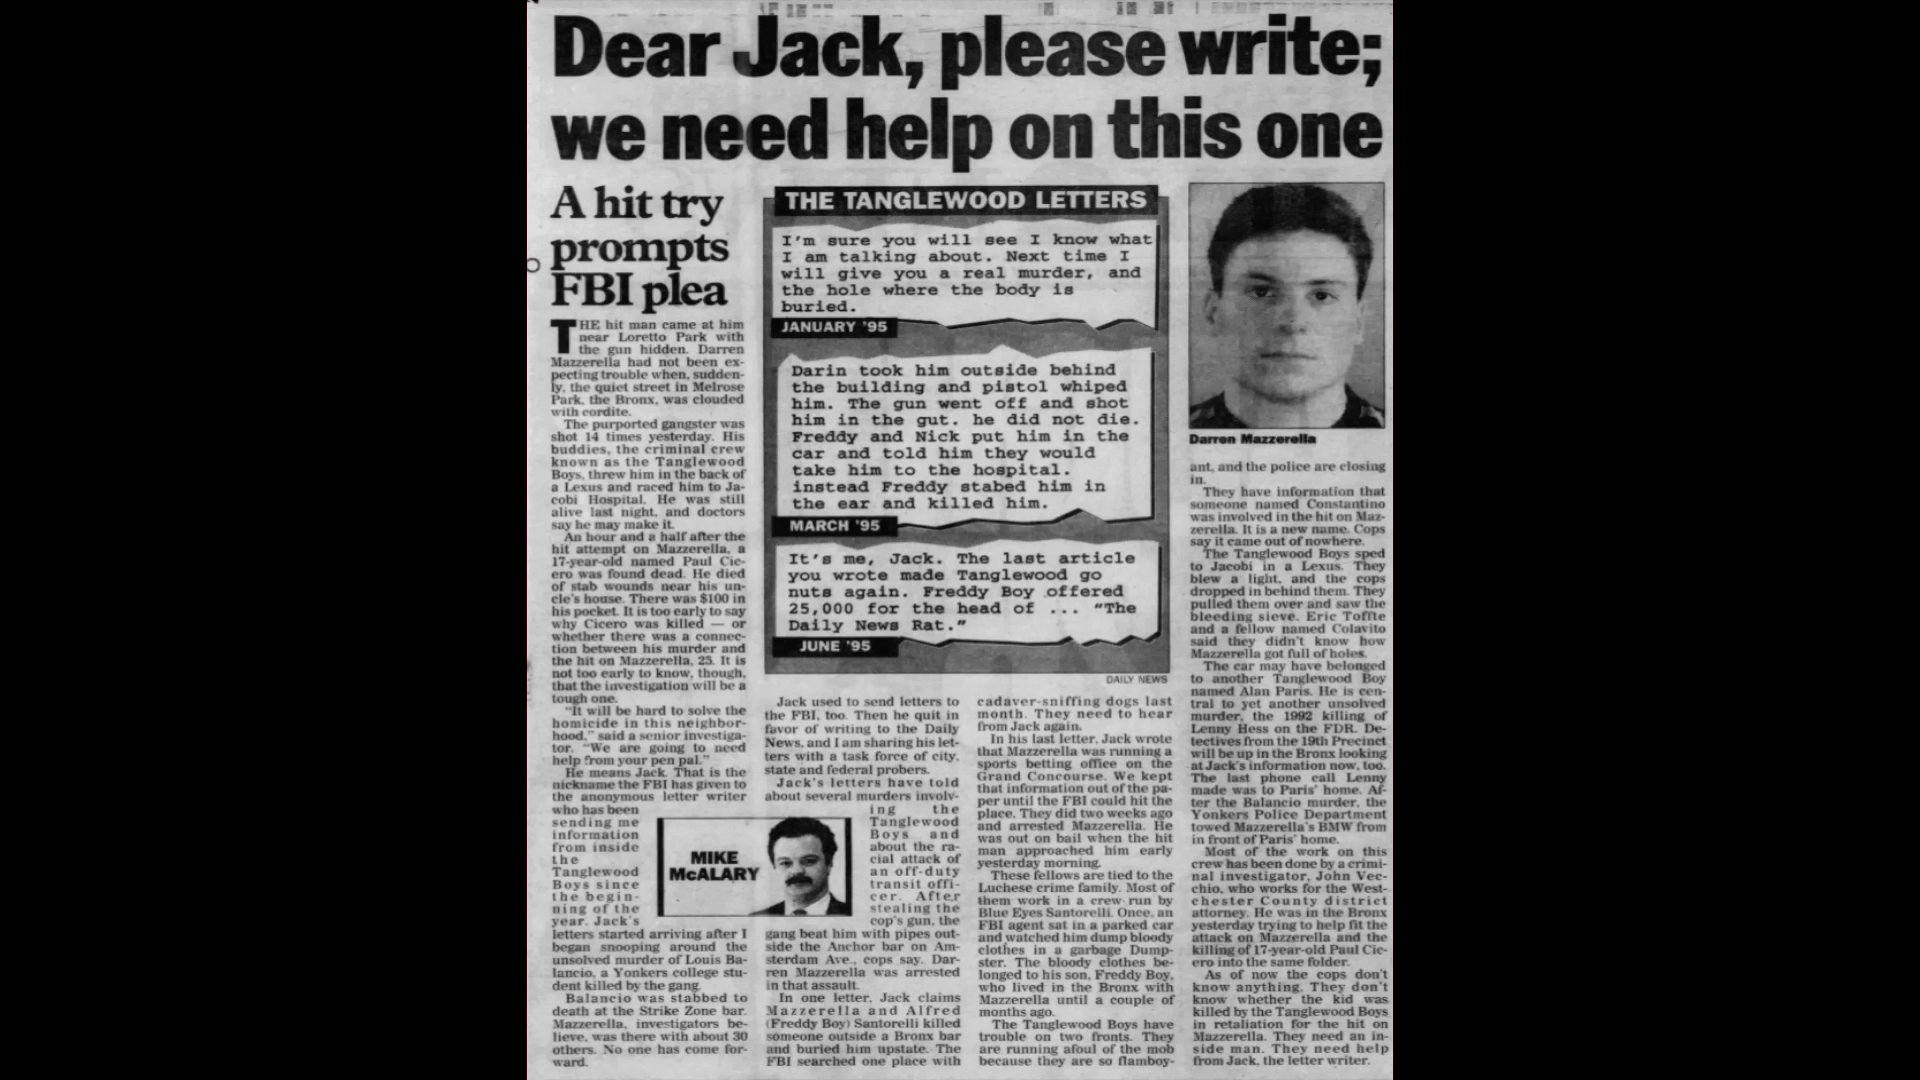 Dear Jack, please write;
we need help on this one
A hit try
prompts
FBI plea
THE hit man came at him
near Loretto Park with
the gun hidden. Darren
Mazzerella had not been ex-
pecting trouble when, sudden-
ly, the quiet street in Melrose
Park, the Bronx, was clouded
with cordite.
The purported gangster was
shot 14 times yesterday. His
buddies, the criminal crew
known as the Tanglewood
Boys, threw him in the back of
a Lexus and raced him to Ja-
cobi Hospital. He was still
alive last night, and doctors
say he may make it.
An hour and a half after the
hit attempt on Mazzerella, a
17-year-old named Paul Cic-
ero was found dead. He died
of stab wounds near his un-
cle's house. There was $100 in
his pocket. It is too early to say
why Cicero was killed — or
whether there was a connec-
tion between his murder and
the hit on Mazzerella, 25. It is
not too early to know, though,
that the investigation will be a
tough one.
"It will be hard to solve the
homicide in this neighbor-
hood," said a senior investiga-
tor. "We are going to need
help from your pen pal."
He means Jack. That is the
nickname the FBI has given to
the anonymous letter writer
who has been
sending me
information
from inside
the
Tanglewood
Boys since
the begin-
ning of the
year. Jack's
letters started arriving after I
began snooping around the
unsolved murder of Louis Ba-
lancio, a Yonkers college stu-
dent killed by the gang.
Balancio was stabbed to
death at the Strike Zone bar.
Mazzerella, investigators be-
lieve, was there with about 30
others. No one has come for-
ward.
MIKE
McALARY
THE TANGLEWOOD LETTERS
I'm sure you will see I know what
I am talking about. Next time I
will give you a real murder, and
the hole where the body is
buried.
JANUARY '95
Darin took him outside behind
the building and pistol whiped
him. The gun went off and shot
him in the gut. he did not die.
Freddy and Nick put him in the
car and told him they would
take him to the hospital.
instead Freddy stabed him in
the ear and killed him.
MARCH '95
It's me, Jack. The last article
you wrote made Tanglewood go
nuts again. Freddy Boy offered
25,000 for the head of ... "The
Daily News Rat."
JUNE '95
DAILY NEWS
Jack used to send letters to
the FBI, too. Then he quit in
favor of writing to the Daily
News, and I am sharing his let-
ters with a task force of city,
state and federal probers.
Jack's letters have told
about several murders involv-
ing the
Tanglewood
Boys and
about the ra-
cial attack of
an off-duty
transit offi-
cer. After
stealing the
cop's gun, the
gang beat him with pipes out-
side the Anchor bar on Am-
sterdam Ave., cops say. Dar-
ren Mazzerella was arrested
in that assault.
In one letter, Jack claims
Mazzerella and Alfred
(Freddy Boy) Santorelli killed
someone outside a Bronx bar
and buried him upstate. The
FBI searched one place with
cadaver-sniffing dogs last
month. They need to hear
from Jack again.
In his last letter, Jack wrote
that Mazzerella was running a
sports betting office on the
Grand Concourse. We kept
that information out of the pa-
per until the FBI could hit the
place. They did two weeks ago
and arrested Mazzerella. He
was out on bail when the hit
man approached him early
yesterday morning.
These fellows are tied to the
Luchese crime family. Most of
them work in a crew run by
Blue Eyes Santorelli. Once, an
FBI agent sat in a parked car
and watched him dump bloody
clothes in a garbage Dump-
ster. The bloody clothes be-
longed to his son, Freddy Boy,
who lived in the Bronx with
Mazzerella until a couple of
months ago.
The Tanglewood Boys have
trouble on two fronts. They
are running afoul of the mob
because they are so flamboy-
Darren Mazzerella
ant, and the police are closing
in.
They have information that
someone named Constantino
was involved in the hit on Maz-
zerella. It is a new name. Cops
say it came out of nowhere.
The Tanglewood Boys sped
to Jacobi in a Lexus. They
blew a light, and the cops
dropped in behind them. They
pulled them over and saw the
bleeding sieve. Eric Toffte
and a fellow named Colavito
said they didn't know how
Mazzerella got full of holes.
The car may have belonged
to another Tanglewood Boy
named Alan Paris. He is cen-
tral to yet another unsolved
murder, the 1992 killing of
Lenny Hess on the FDR. De-
tectives from the 19th Precinct
will be up in the Bronx looking
at Jack's information now, too.
The last phone call Lenny
made was to Paris' home. Af-
ter the Balancio murder, the
Yonkers Police Department
towed Mazzerella's BMW from
in front of Paris' home.
Most of the work on this
crew has been done by a crimi-
nal investigator, John Vec-
chio, who works for the West-
chester County district
attorney. He was in the Bronx
yesterday trying to help fit the
attack on Mazzerella and the
killing of 17-year-old Paul Cic-
ero into the same folder.
As of now the cops don't
know anything. They don't
know whether the kid was
killed by the Tanglewood Boys
in retaliation for the hit on
Mazzerella. They need an in-
side man. They need help
from Jack, the letter writer.